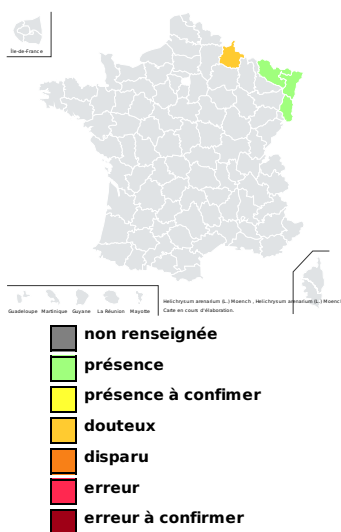 Île-de-France
Guadeloupe Martinique Guyane La Réunion Mayotte
Helichrysum arenarium (L.) Moench , Helichrysum arenarium (L.) Moench
Carte en cours d'élaboration.
non renseignée
présence
présence à confimer
douteux
disparu
erreur
erreur à confirmer